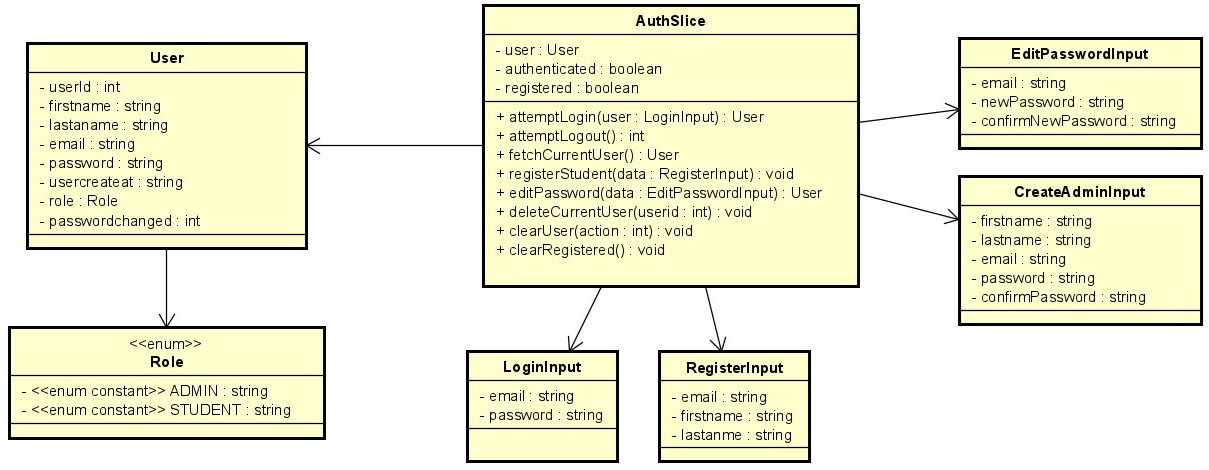 User
- userId : int
- firstname : string
- lastaname : string
- email : string
- password : string
- usercreateat : string
- role : Role
- passwordchanged : int
AuthSlice
- user : User
- authenticated : boolean
- registered : boolean
+ attemptLogin(user : LoginInput) : User
+ attemptLogout() : int
+ fetchCurrentUser() : User
+ registerStudent(data : RegisterInput) : void
+ editPassword(data : EditPasswordInput) : User
+ deleteCurrentUser(userid : int) : void
+ clearUser(action : int) : void
+ clearRegistered() : void
EditPasswordInput
- email : string
- newPassword : string
- confirmNewPassword : string
CreateAdminInput
- firstname : string
- lastname : string
- email : string
- password : string
- confirmPassword : string
<<enum>>
Role
- <<enum constant>> ADMIN : string
- <<enum constant>> STUDENT : string
LoginInput
- email : string
- password : string
RegisterInput
- email : string
- firstname : string
- lastanme : string